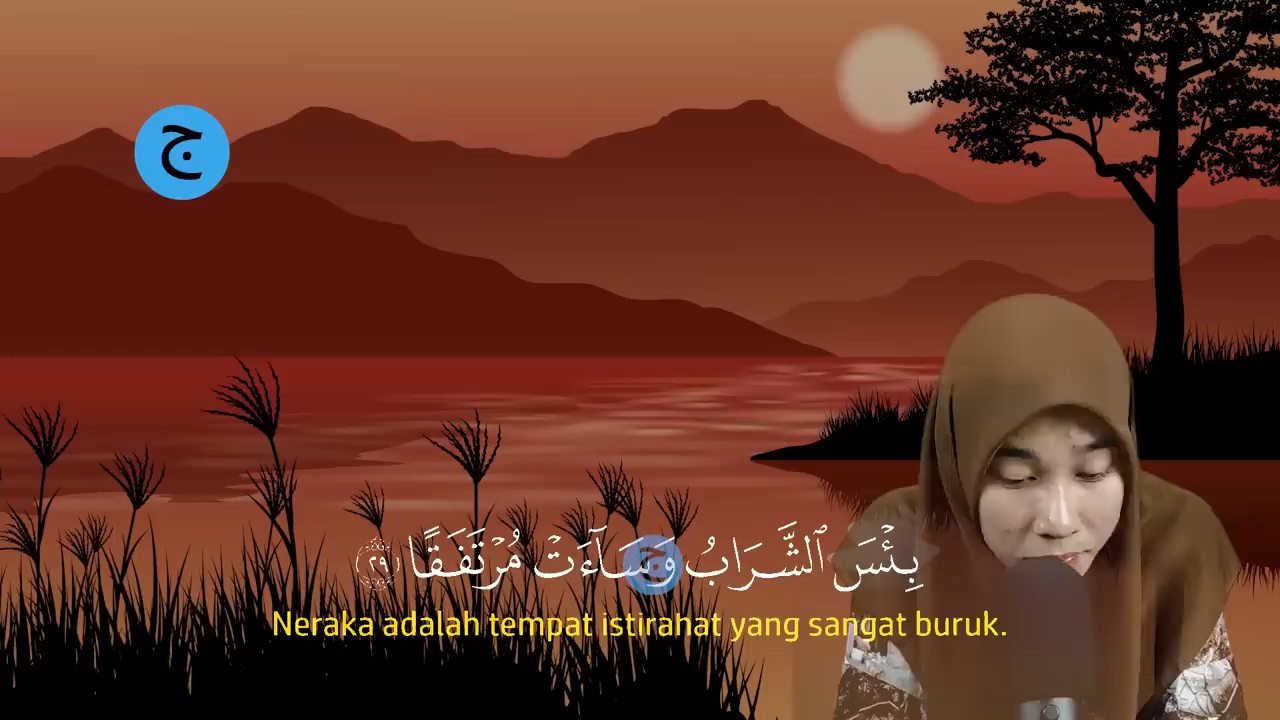 ج
بِئْسَ ٱلشَّرَابُ ج وَسَآءَتْ مُرْتَفَقًا ٢٩
Neraka adalah tempat istirahat yang sangat buruk.